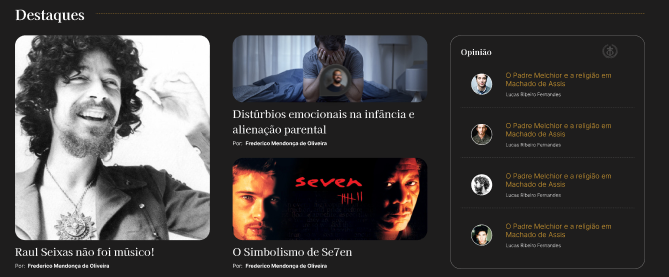 Destaques
Raul Seixas não foi músico!
Por: Frederico Mendonça de Oliveira
Distúrbios emocionais na infância e
alienação parental
Por: Frederico Mendonça de Oliveira
seven
O Simbolismo de Se7en
Por: Frederico Mendonça de Oliveira
Opinião
O Padre Melchior e a religião em
Machado de Assis
Lucas Ribeiro Fernandes
O Padre Melchior e a religião em
Machado de Assis
Lucas Ribeiro Fernandes
O Padre Melchior e a religião em
Machado de Assis
Lucas Ribeiro Fernandes
O Padre Melchior e a religião em
Machado de Assis
Lucas Ribeiro Fernandes